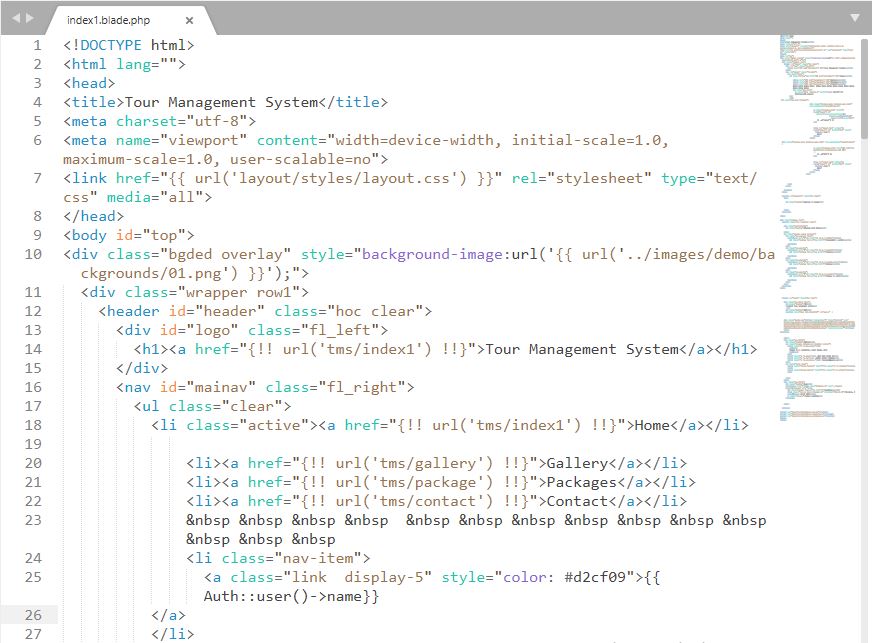 index1.blade.php
1 <!DOCTYPE html>
2 <html lang="">
3 <head>
4 <title>Tour Management System</title>
5 <meta charset="utf-8">
6 <meta name="viewport" content="width=device-width, initial-scale=1.0,
maximum-scale=1.0, user-scalable=no">
7 <link href="{{ url('layout/styles/layout.css') }}" rel="stylesheet" type="text/
css" media="all">
8 </head>
9 <body id="top">
10 <div class="bgded overlay" style="background-image:url('{{ url('../images/demo/ba
ckgrounds/01.png') }}');">
11 <div class="wrapper row1">
12 <header id="header" class="hoc clear">
13 <div id="logo" class="fl_left">
14 <h1><a href="{!! url('tms/index1') !!}">Tour Management System</a></h1>
15 </div>
16 <nav id="mainav" class="fl_right">
17 <ul class="clear">
18 <li class="active"><a href="{!! url('tms/index1') !!}">Home</a></li>
19
20 <li><a href="{!! url('tms/gallery') !!}">Gallery</a></li>
21 <li><a href="{!! url('tms/package') !!}">Packages</a></li>
22 <li><a href="{!! url('tms/contact') !!}">Contact</a></li>
23 &nbsp &nbsp &nbsp &nbsp  &nbsp &nbsp &nbsp &nbsp &nbsp &nbsp &nbsp
&nbsp &nbsp &nbsp
24 <li class="nav-item">
25 <a class="link  display-5" style="color: #d2cf09">{{
Auth::user()->name}}
26 </a>
27 </li>